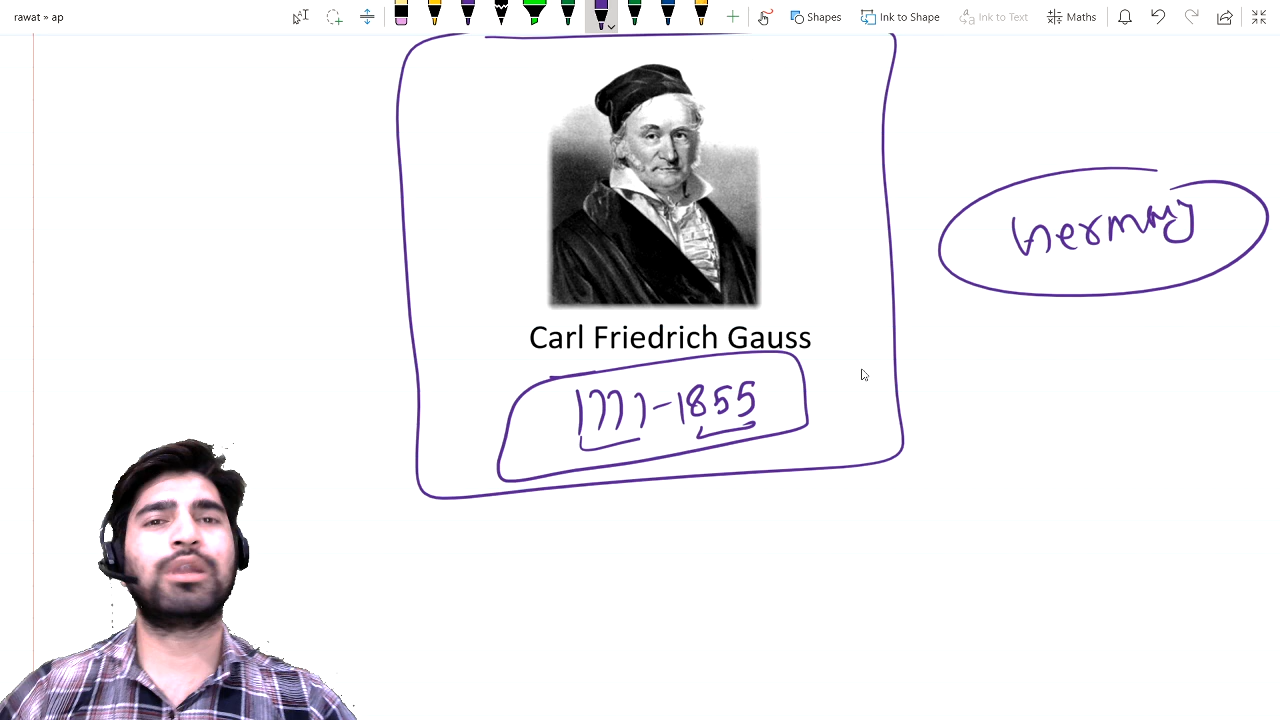 rawat » ap
Shapes
Ink to Shape
Ink to Text
Maths
Carl Friedrich Gauss
1777-1855
Germany